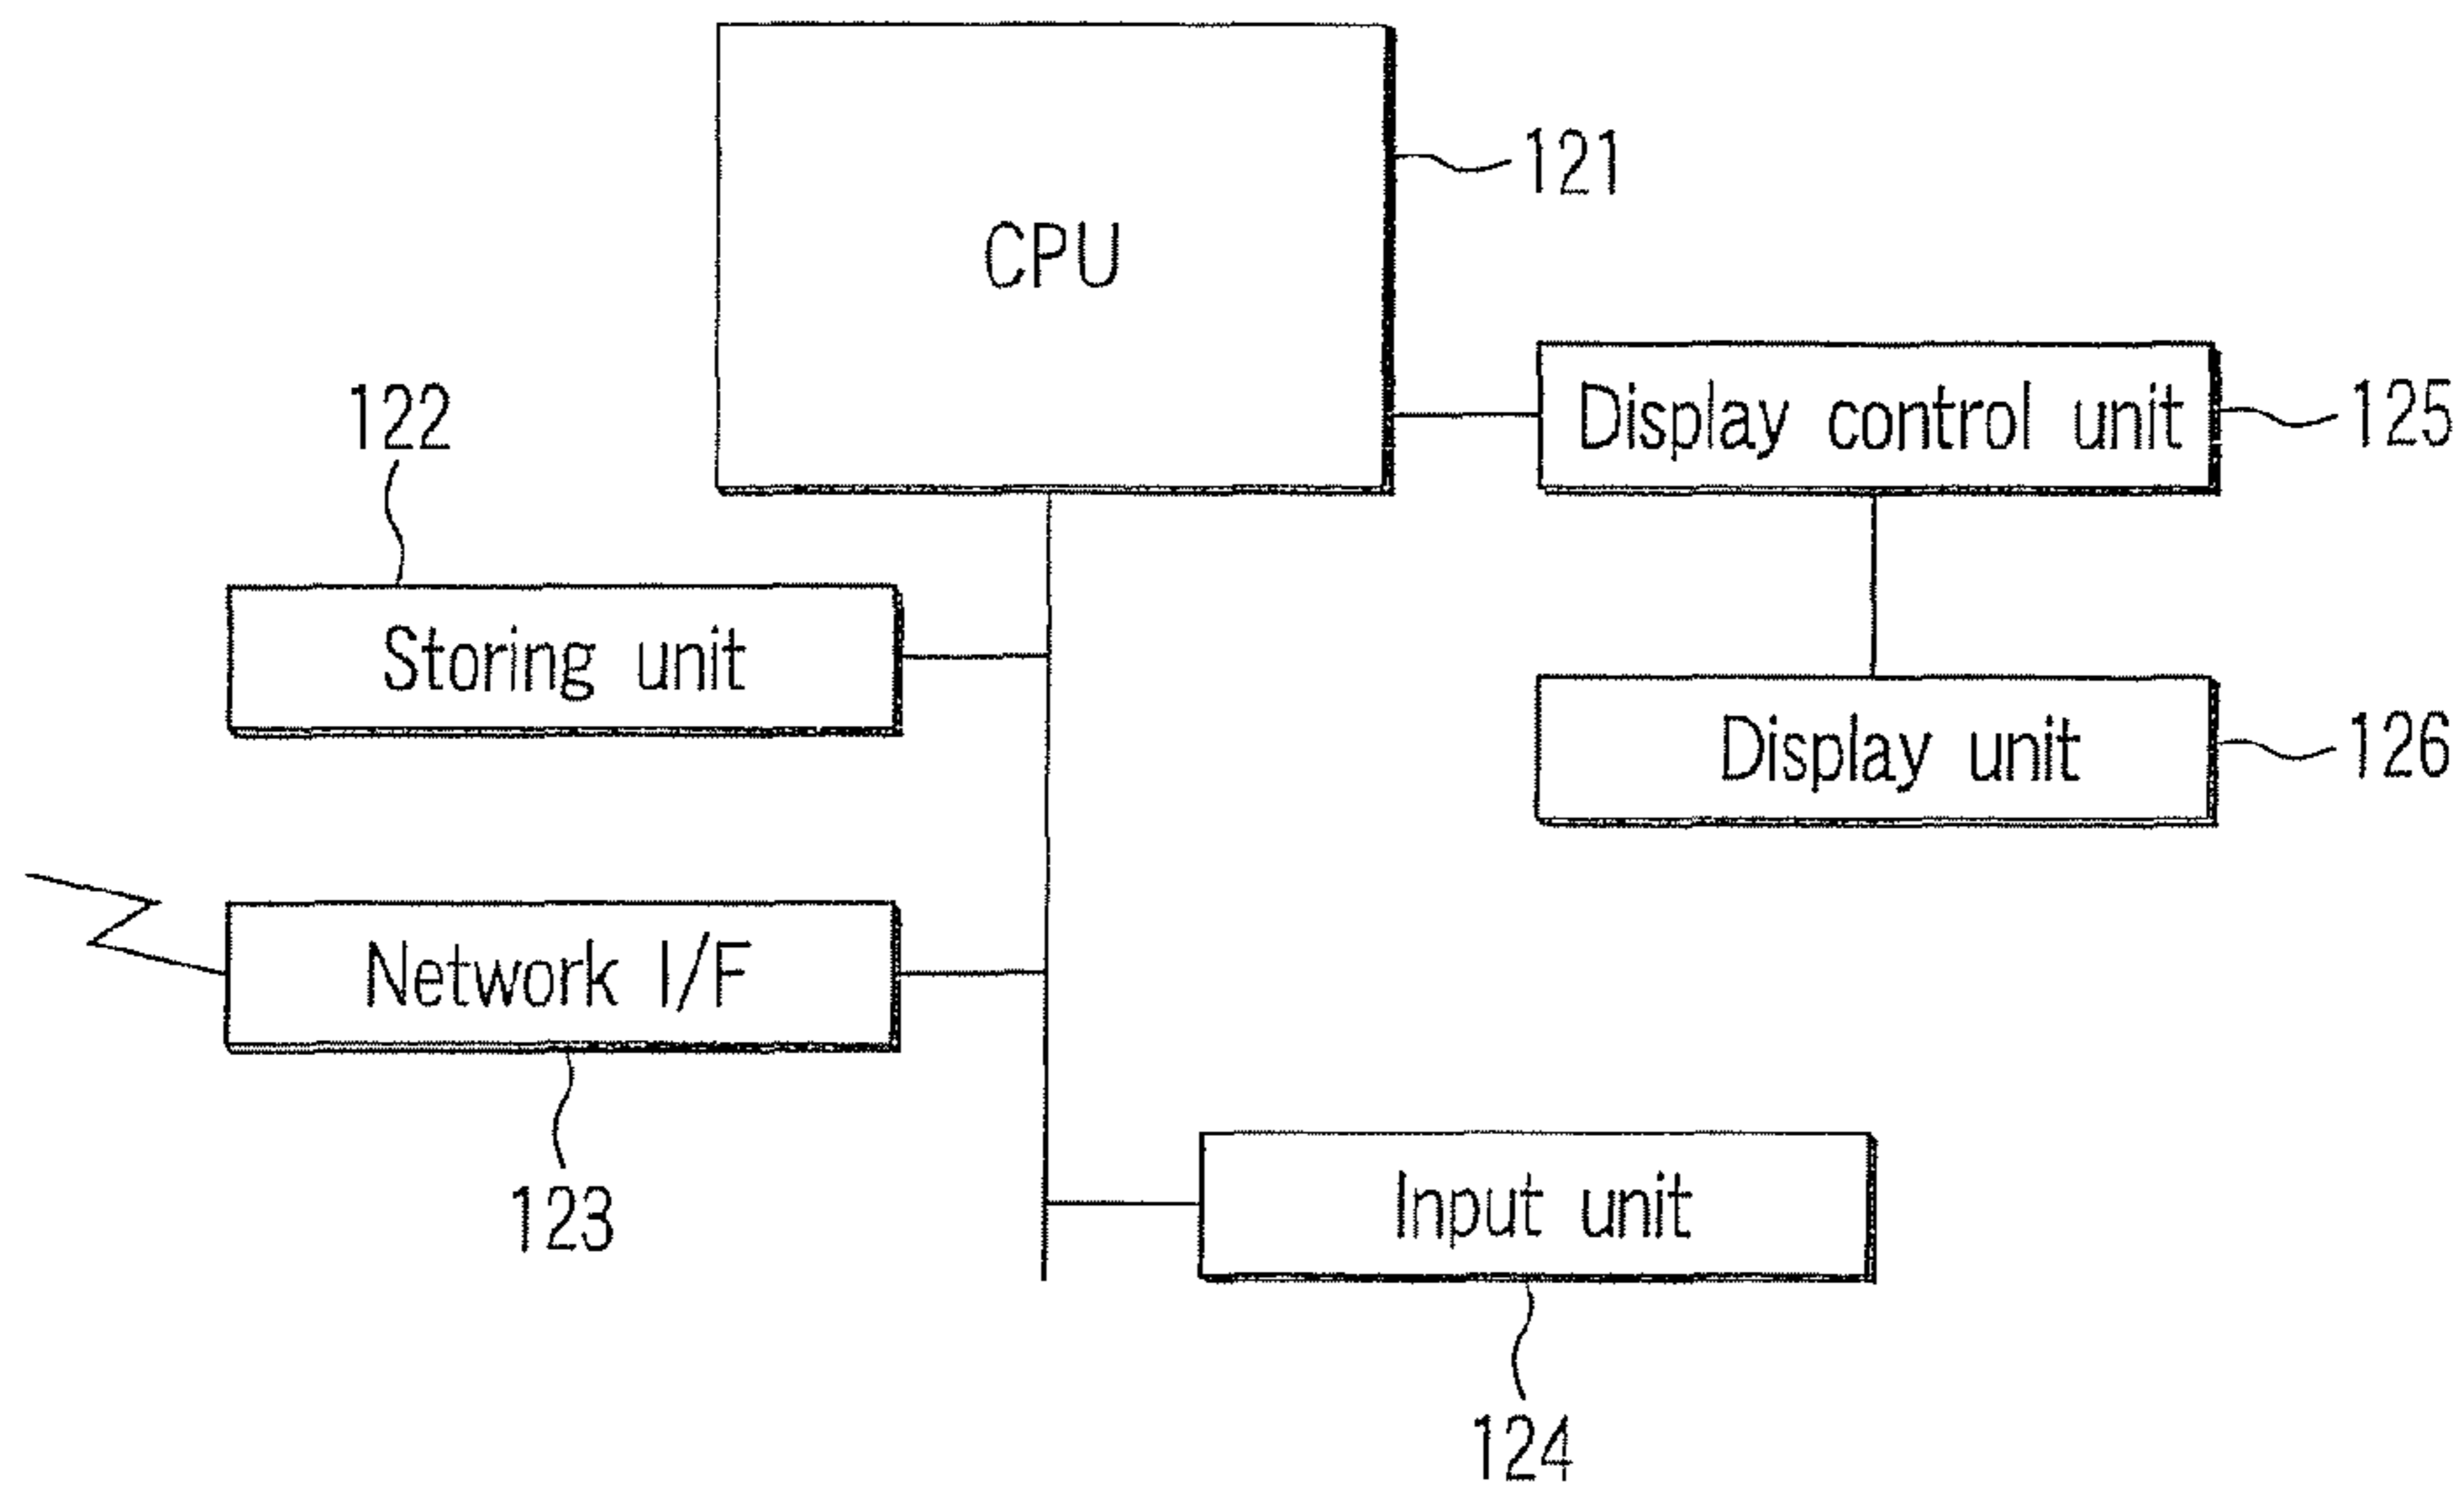 CPU
121
122
Display control unit
125
Storing unit
Display unit
126
Network I/F
123
Input unit
124